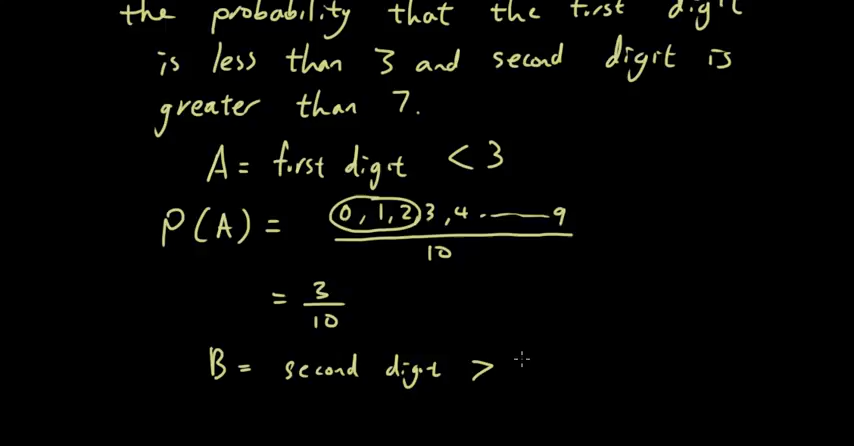 the probability that the first digit
is less than 3 and second digit is
greater than 7.
A = first digit < 3
P(A) = 0, 1, 2, 3, 4 . —— 9
10
= 3
10
B = second digit >